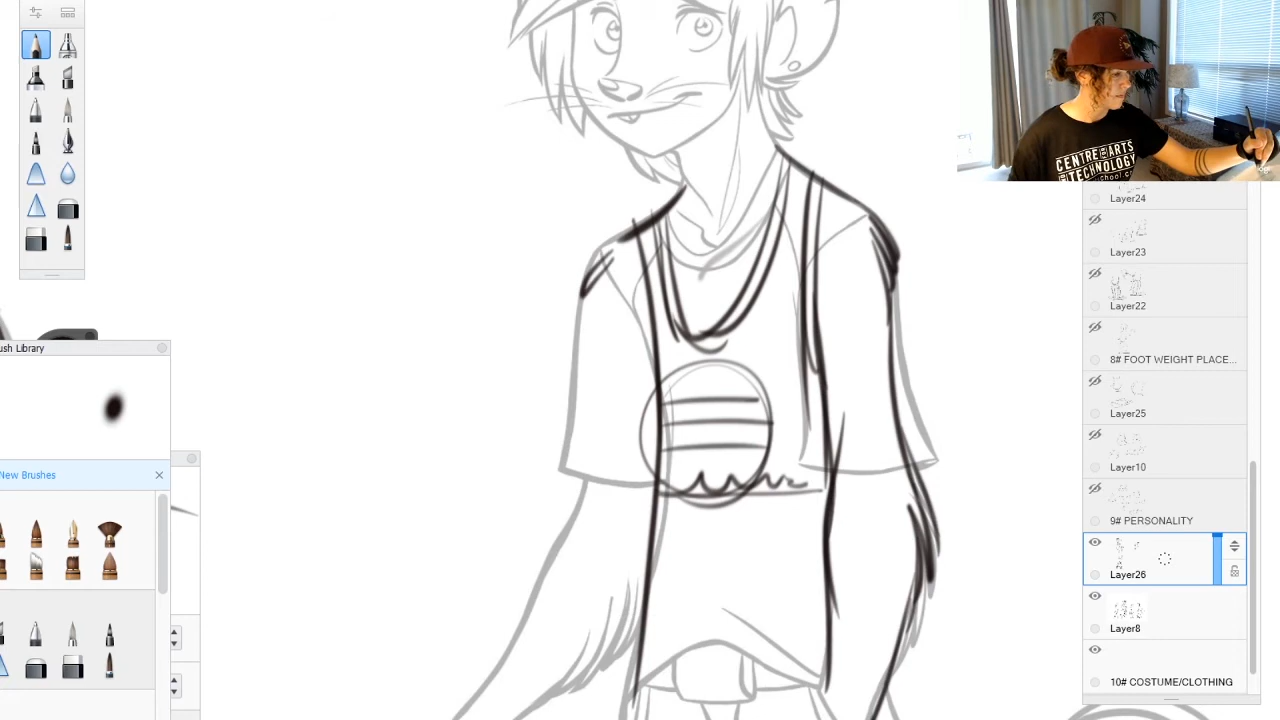 CENTRE FOR ARTS
TECHNOLOGY
Layer24
Layer23
Layer22
8# FOOT WEIGHT PLACE...
Layer25
Layer10
9# PERSONALITY
Layer26
Layer8
10# COSTUME/CLOTHING
ush Library
New Brushes